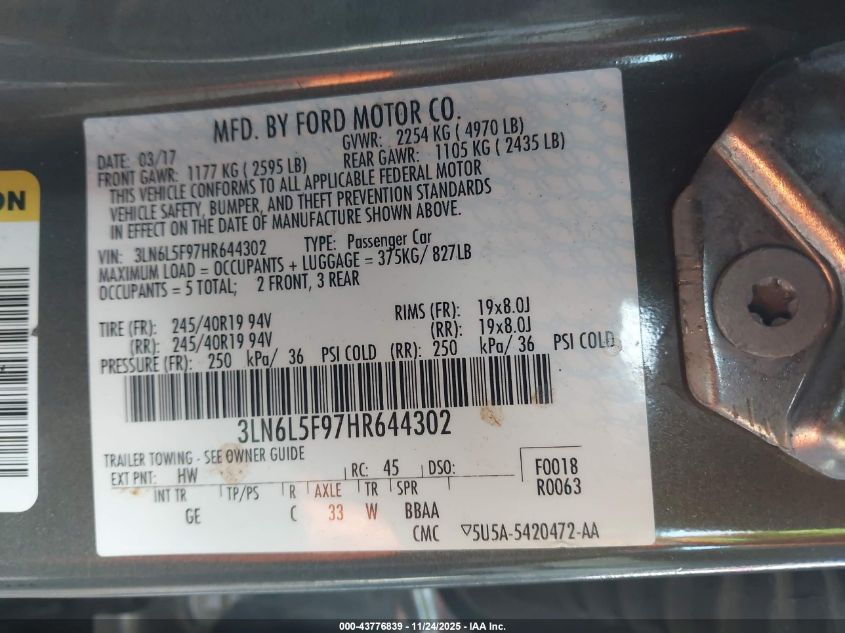 ON
MFD. BY FORD MOTOR CO.
DATE: 03/17 GVWR: 2254 KG ( 4970 LB)
FRONT GAWR: 1177 KG ( 2595 LB) REAR GAWR: 1105 KG ( 2435 LB)
THIS VEHICLE CONFORMS TO ALL APPLICABLE FEDERAL MOTOR
VEHICLE SAFETY, BUMPER, AND THEFT PREVENTION STANDARDS
IN EFFECT ON THE DATE OF MANUFACTURE SHOWN ABOVE.
VIN: 3LN6L5F97HR644302 TYPE: Passenger Car
MAXIMUM LOAD = OCCUPANTS + LUGGAGE = 375KG/ 827LB
OCCUPANTS = 5 TOTAL; 2 FRONT, 3 REAR
TIRE (FR): 245/40R19 94V RIMS (FR): 19x8.0J
(RR): 245/40R19 94V (RR): 19x8.0J
PRESSURE (FR): 250 kPa/ 36 PSI COLD (RR): 250 kPa/ 36 PSI COLD
3LN6L5F97HR644302
TRAILER TOWING - SEE OWNER GUIDE
EXT PNT: HW RC: 45 DSO: F0018
INT TR TP/PS R AXLE TR SPR R0063
GE C 33 W BBAA
CMC ▽5U5A-5420472-AA
000-43776839 - 11/24/2025 - IAA Inc.